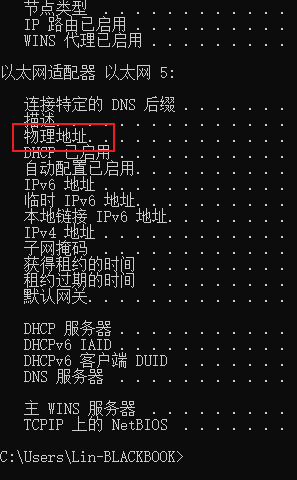 节点类型 . . . . . . . . . . . .
IP 路由已启用 . . . . . . . . . .
WINS 代理已启用 . . . . . . . . .
以太网适配器 以太网 5:
连接特定的 DNS 后缀 . . . . . . .
描述. . . . . . . . . . . . . . .
物理地址. . . . . . . . . . . . .
DHCP 已启用 . . . . . . . . . . .
自动配置已启用. . . . . . . . . .
IPv6 地址 . . . . . . . . . . . .
临时 IPv6 地址. . . . . . . . . .
本地链接 IPv6 地址. . . . . . . .
IPv4 地址 . . . . . . . . . . . .
子网掩码 . . . . . . . . . . . .
获得租约的时间 . . . . . . . . .
租约过期的时间 . . . . . . . . .
默认网关. . . . . . . . . . . . .
DHCP 服务器 . . . . . . . . . . .
DHCPv6 IAID . . . . . . . . . . .
DHCPv6 客户端 DUID . . . . . . .
DNS 服务器 . . . . . . . . . . .
主 WINS 服务器 . . . . . . . . .
TCPIP 上的 NetBIOS . . . . . . .
C:\Users\Lin-BLACKBOOK>